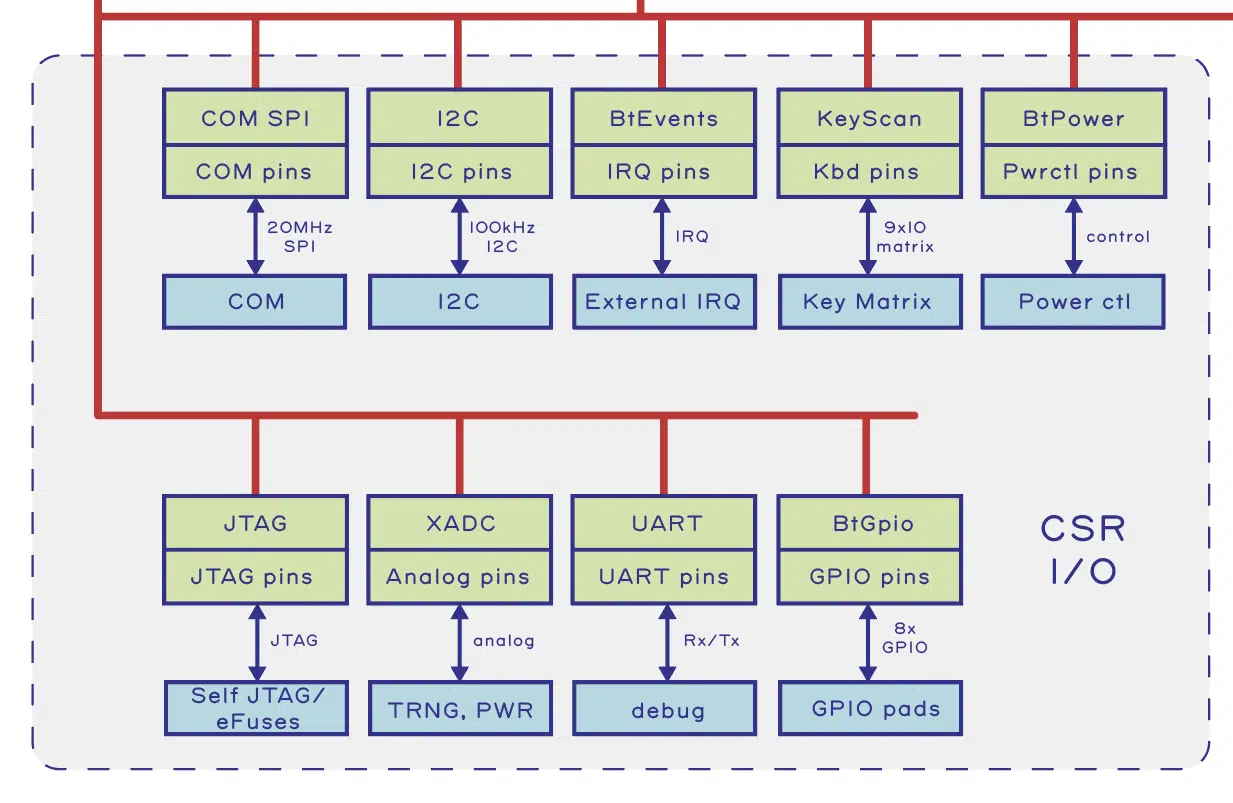 COM SPI
COM pins
20MHz
SPI
COM
I2C
I2C pins
100kHz
I2C
I2C
BtEvents
IRQ pins
IRQ
External IRQ
KeyScan
Kbd pins
9x10
matrix
Key Matrix
BtPower
Pwrctl pins
control
Power ctl
JTAG
JTAG pins
JTAG
Self JTAG/
eFuses
XADC
Analog pins
analog
TRNG, PWR
UART
UART pins
Rx/Tx
debug
BtGpio
GPIO pins
8x
GPIO
GPIO pads
CSR
I/O